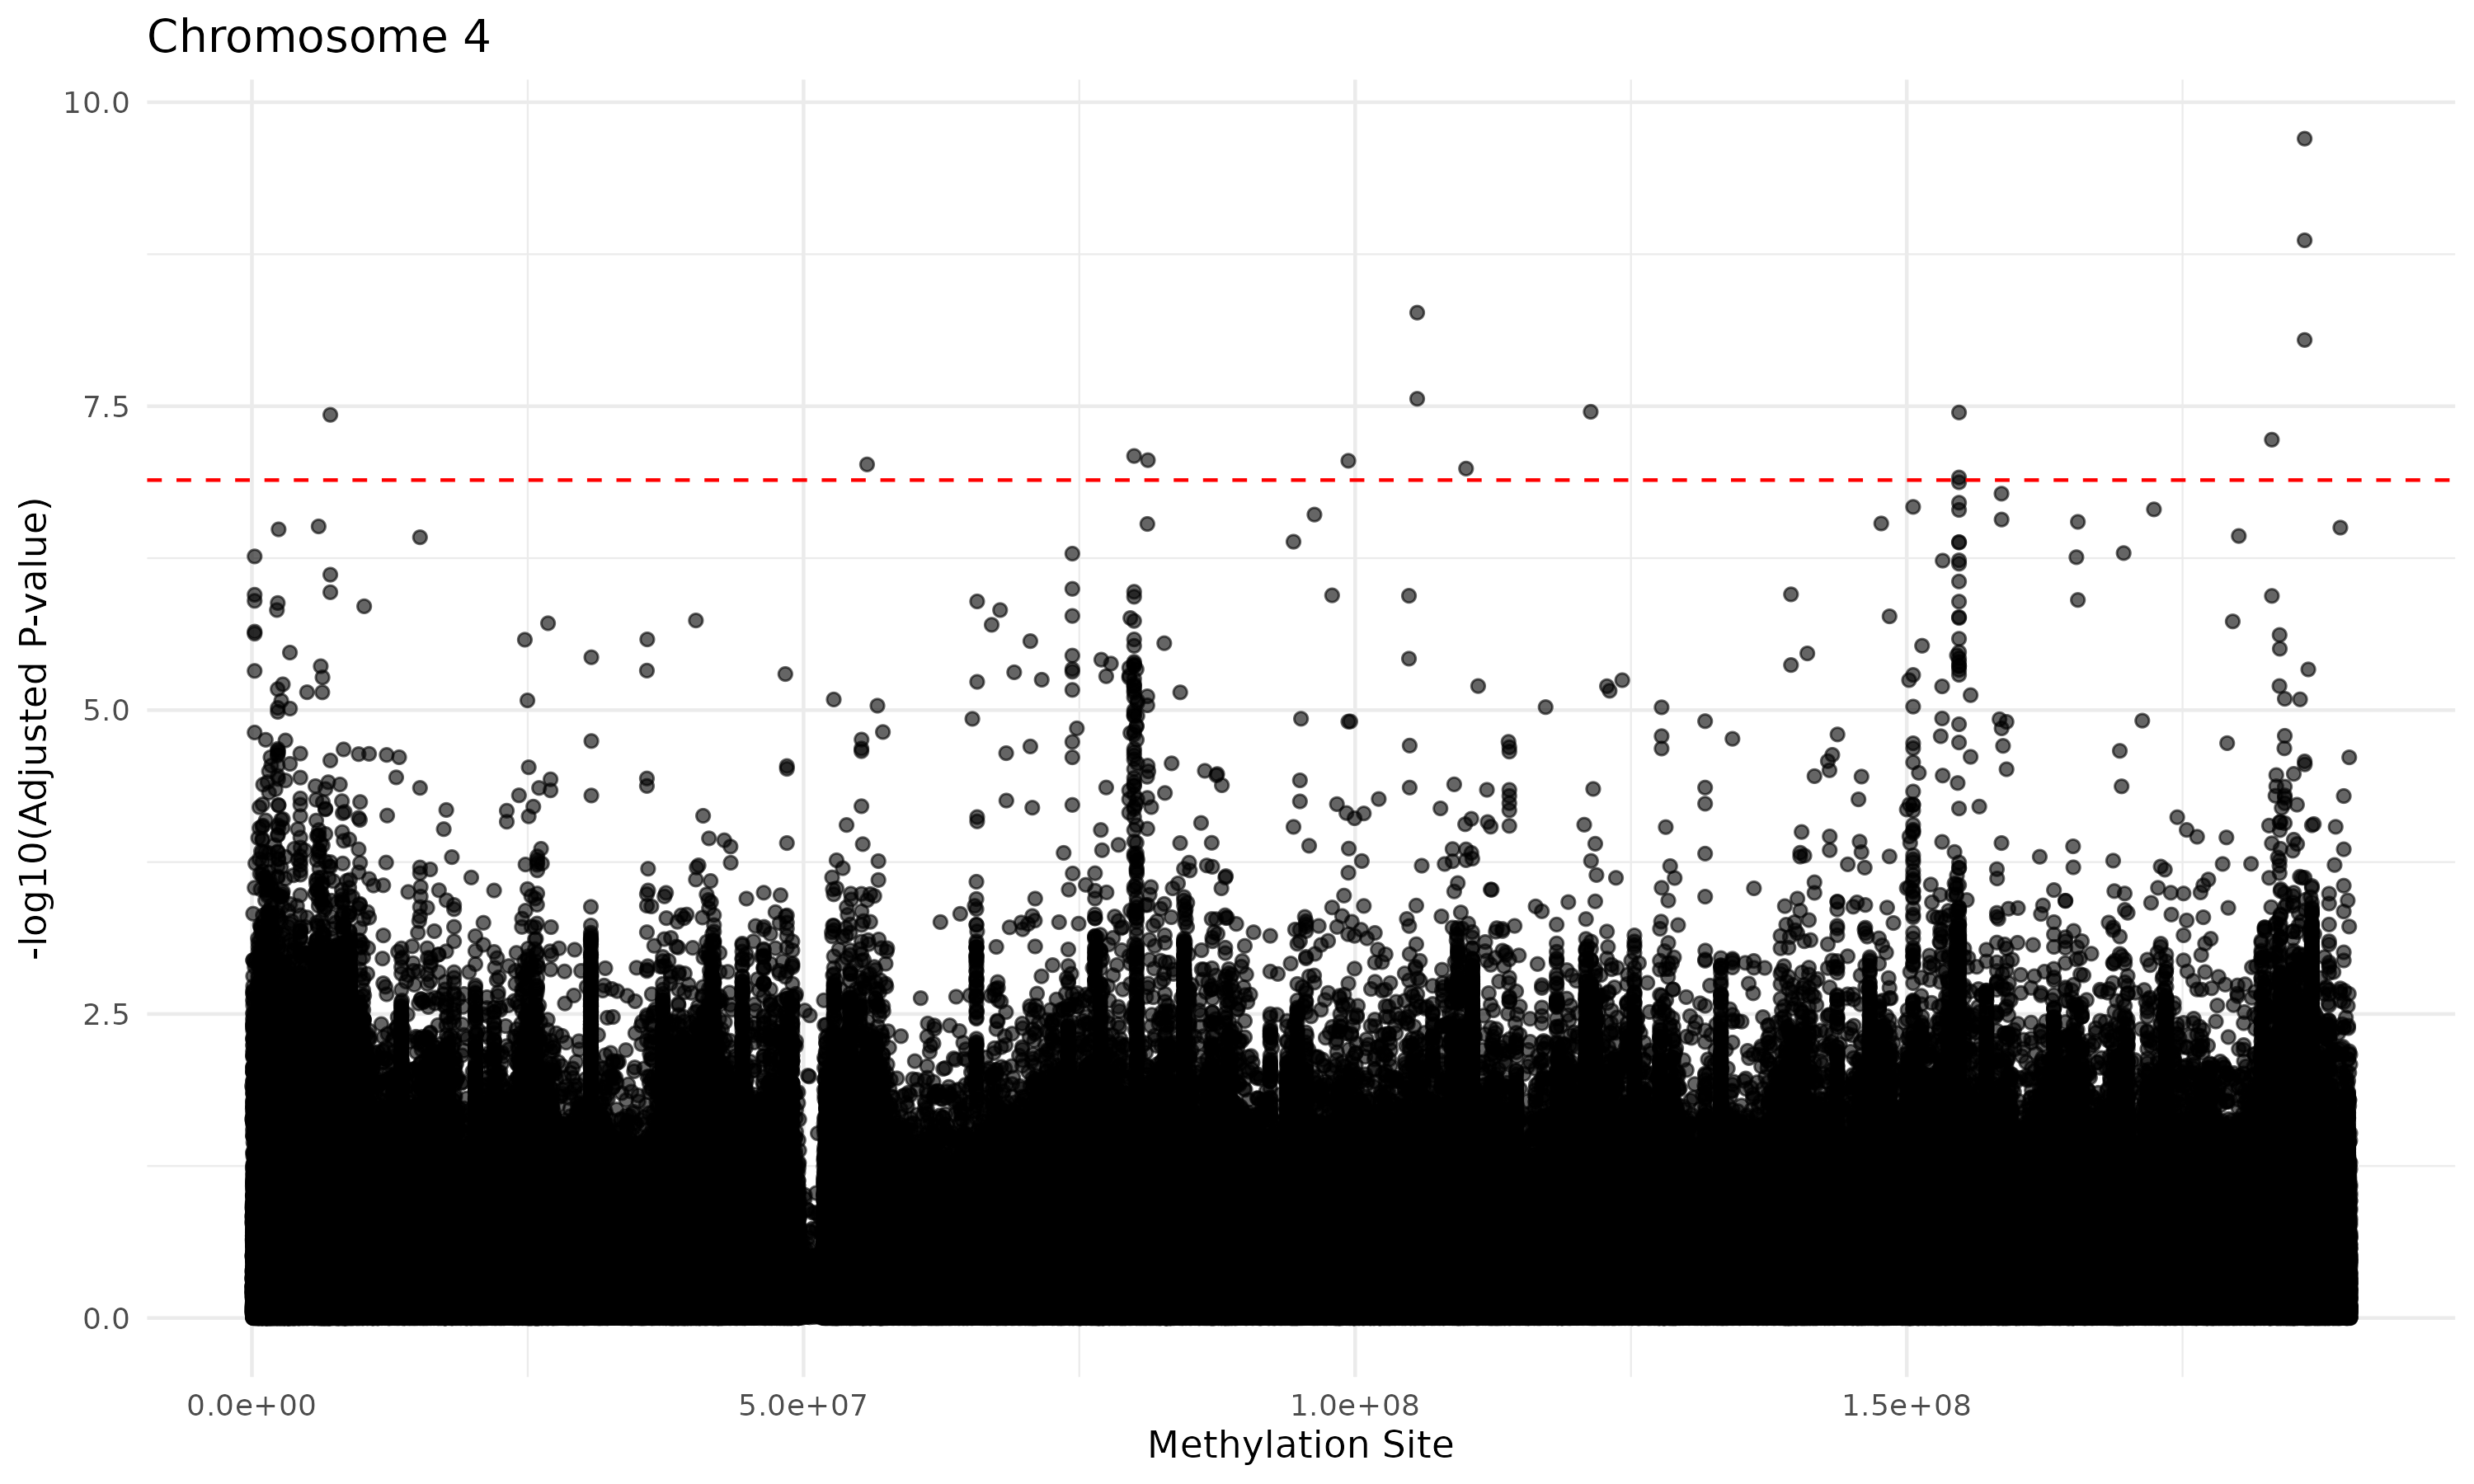 Chromosome 4
-log10(Adjusted P-value)
10.0
7.5
5.0
2.5
0.0
0.0e+00 5.0e+07 1.0e+08 1.5e+08
Methylation Site